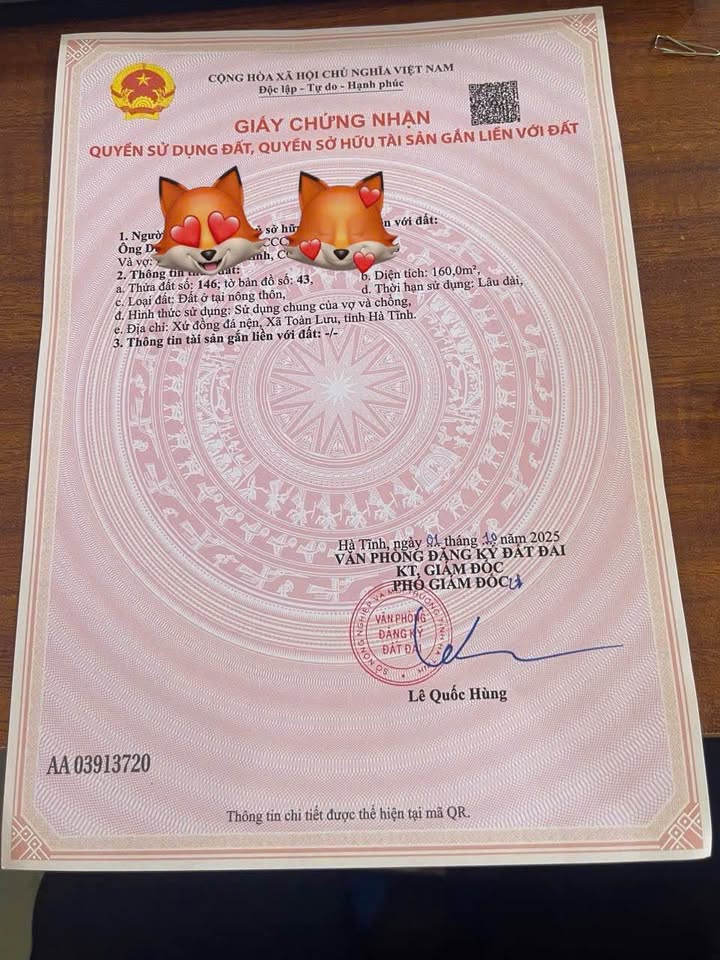 CỘNG HÒA XÃ HỘI CHỦ NGHĨA VIỆT NAM
Độc lập - Tự do - Hạnh phúc
GIẤY CHỨNG NHẬN
QUYỀN SỬ DỤNG ĐẤT, QUYỀN SỞ HỮU TÀI SẢN GẮN LIỀN VỚI ĐẤT
1. Người sở hữu với đất:
Ông
Và vợ:
2. Thông tin thửa đất:
a. Thửa đất số: 146; tờ bản đồ số: 43, b. Diện tích: 160,0m²,
c. Loại đất: Đất ở tại nông thôn, d. Thời hạn sử dụng: Lâu dài,
đ. Hình thức sử dụng: Sử dụng chung của vợ và chồng,
e. Địa chỉ: Xứ đồng đá nện, Xã Toàn Lưu, tỉnh Hà Tĩnh.
3. Thông tin tài sản gắn liền với đất: -/-
Hà Tĩnh, ngày 01 tháng 10 năm 2025
VĂN PHÒNG ĐĂNG KÝ ĐẤT ĐAI
KT. GIÁM ĐỐC
PHÓ GIÁM ĐỐC
VĂN PHÒNG
ĐĂNG KÝ
ĐẤT ĐAI
Lê Quốc Hùng
AA 03913720
Thông tin chi tiết được thể hiện tại mã QR.